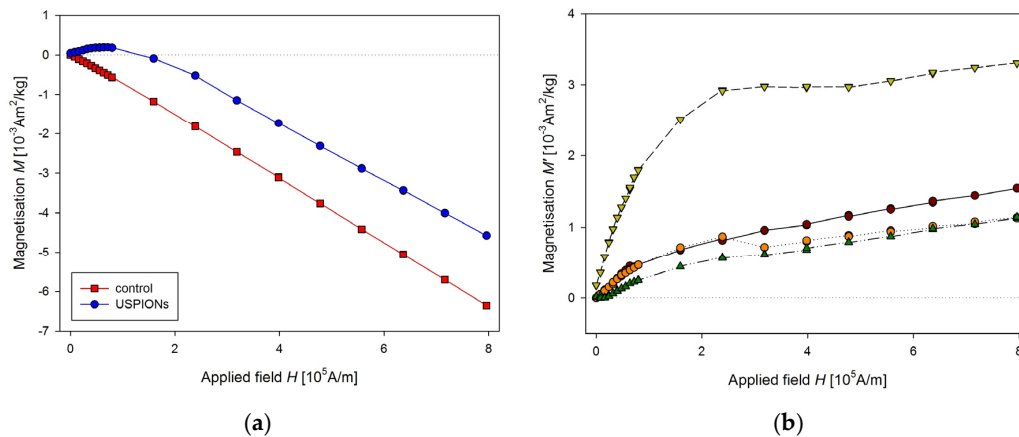 1
0
-1
-2
-3
-4
-5
-6
-7
Magnetisation M [10⁻³Am²/kg]
control
USPIONs
0 2 4 6 8
Applied field H [10⁵A/m]
(a)
4
3
2
1
0
Magnetisation M' [10⁻³Am²/kg]
0 2 4 6 8
Applied field H [10⁵A/m]
(b)